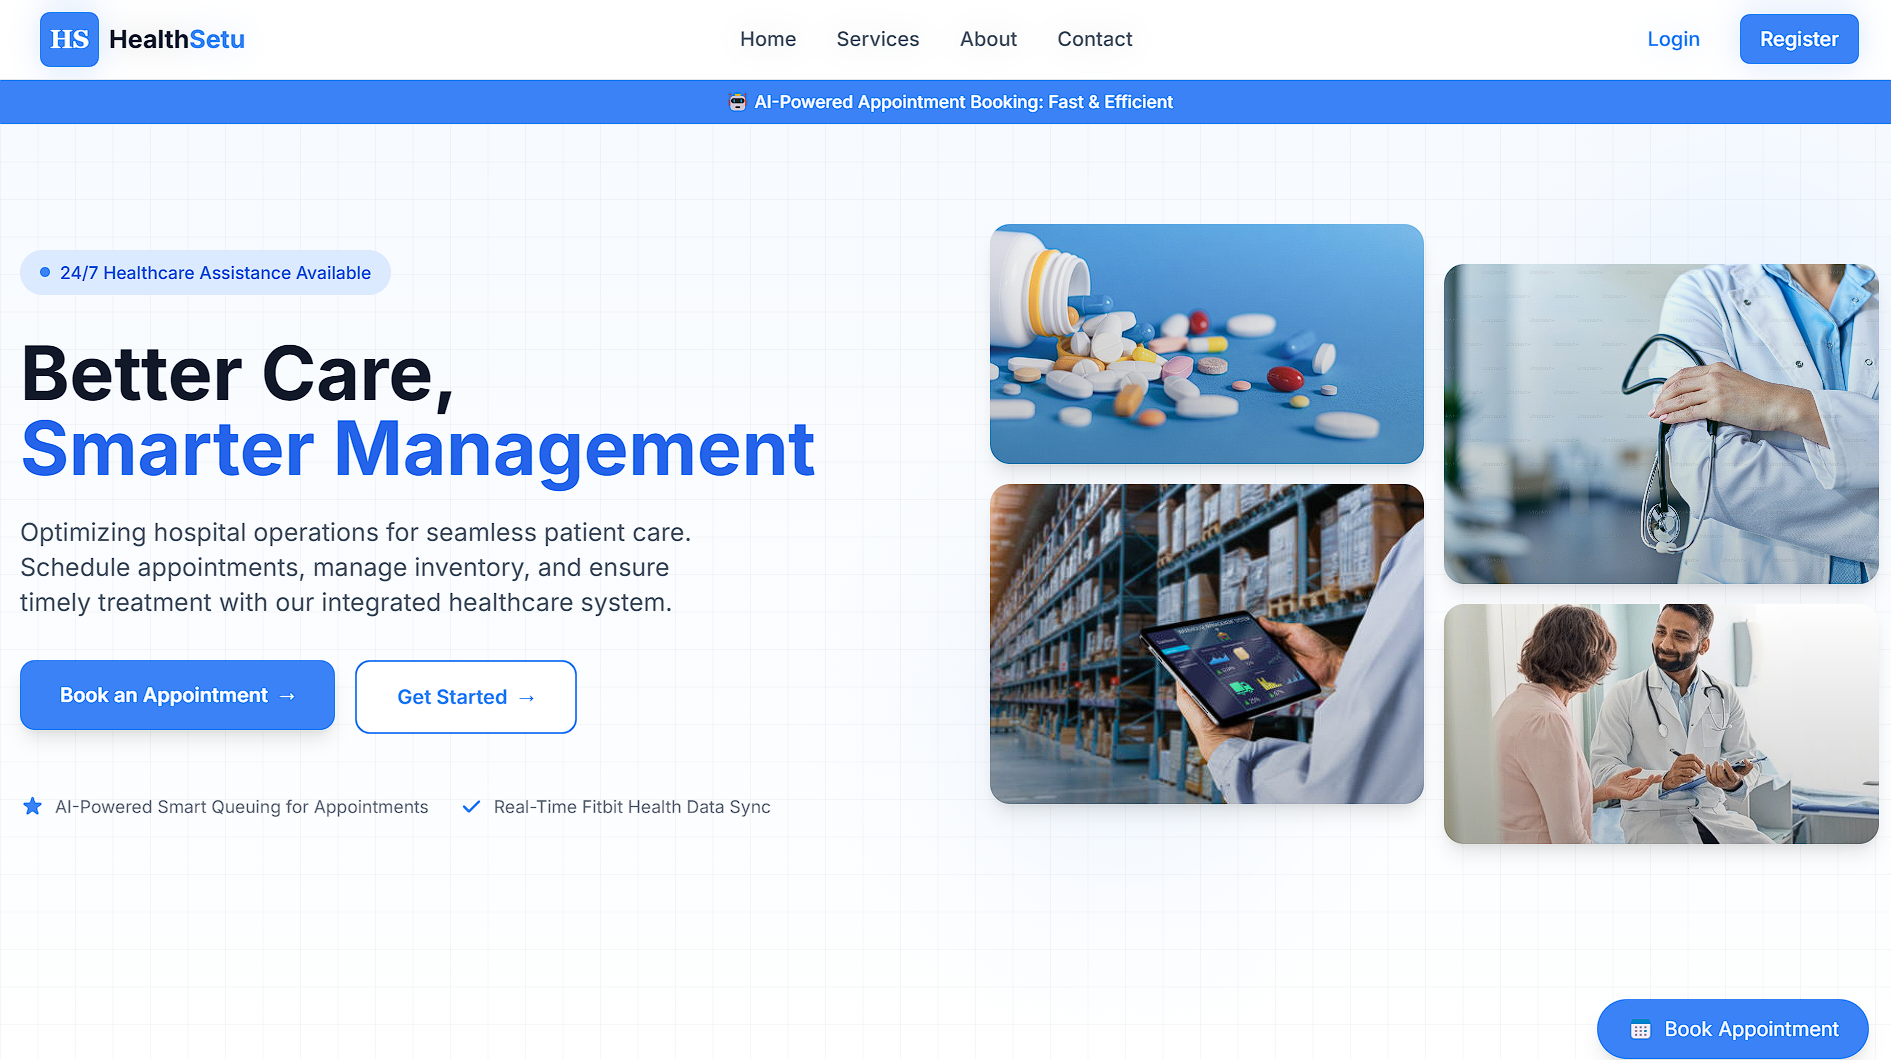 HS HealthSetu
Home Services About Contact
Login Register
AI-Powered Appointment Booking: Fast & Efficient
24/7 Healthcare Assistance Available
Better Care,
Smarter Management
Optimizing hospital operations for seamless patient care.
Schedule appointments, manage inventory, and ensure
timely treatment with our integrated healthcare system.
Book an Appointment →
Get Started →
AI-Powered Smart Queuing for Appointments
Real-Time Fitbit Health Data Sync
Book Appointment